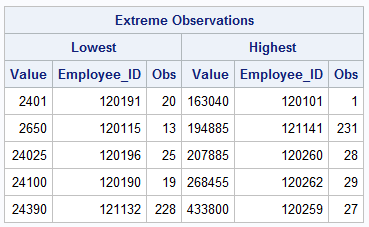 Extreme Observations
Lowest Highest
Value Employee_ID Obs Value Employee_ID Obs
2401 120191 20 163040 120101 1
2650 120115 13 194885 121141 231
24025 120196 25 207885 120260 28
24100 120190 19 268455 120262 29
24390 121132 228 433800 120259 27